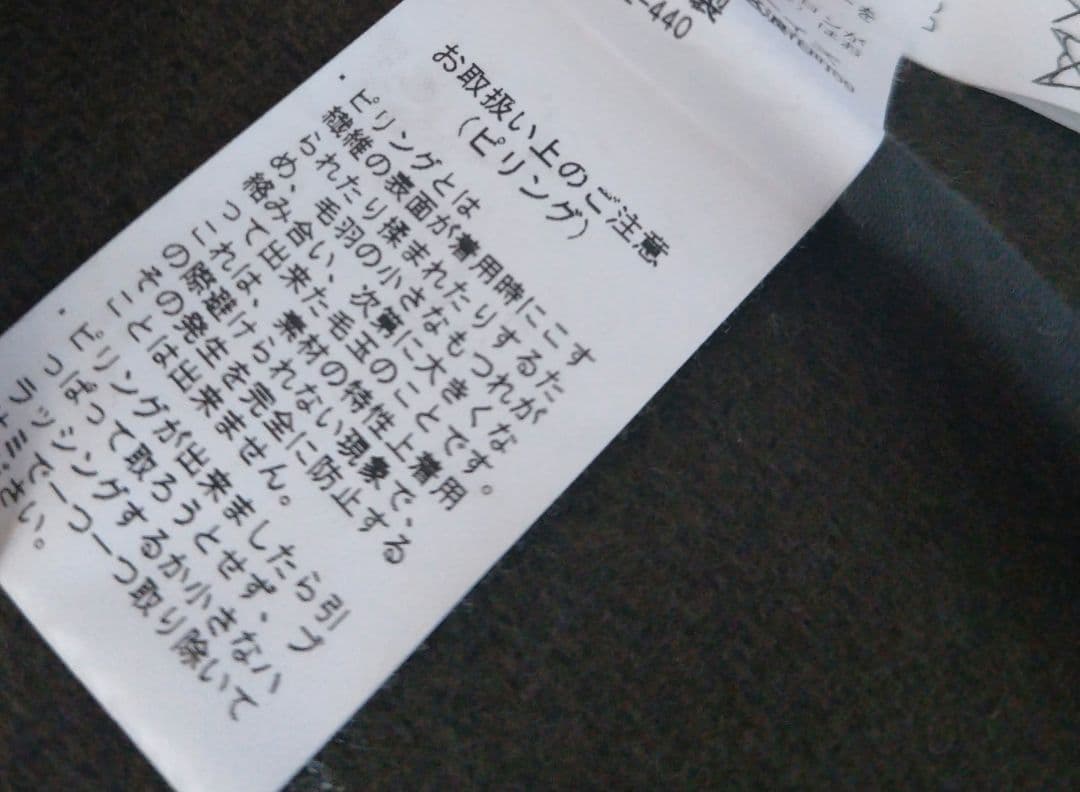 製
-440
お取扱い上のご注意
(ピリング)
・ピリングとは
繊維の表面が着用時にこす
られたり揉まれたりするた
め、毛羽の小さなもつれが
絡み合い、次第に大きくな
って出来た毛玉のことです。
これは、素材の特性上着用
の際避けられない現象で、
その発生を完全に防止する
ことは出来ません。
・ピリングが出来ましたら引
っぱって取ろうとせず、ブ
ラッシングするか小さなハ
サミで一つ一つ取り除いて
さい。